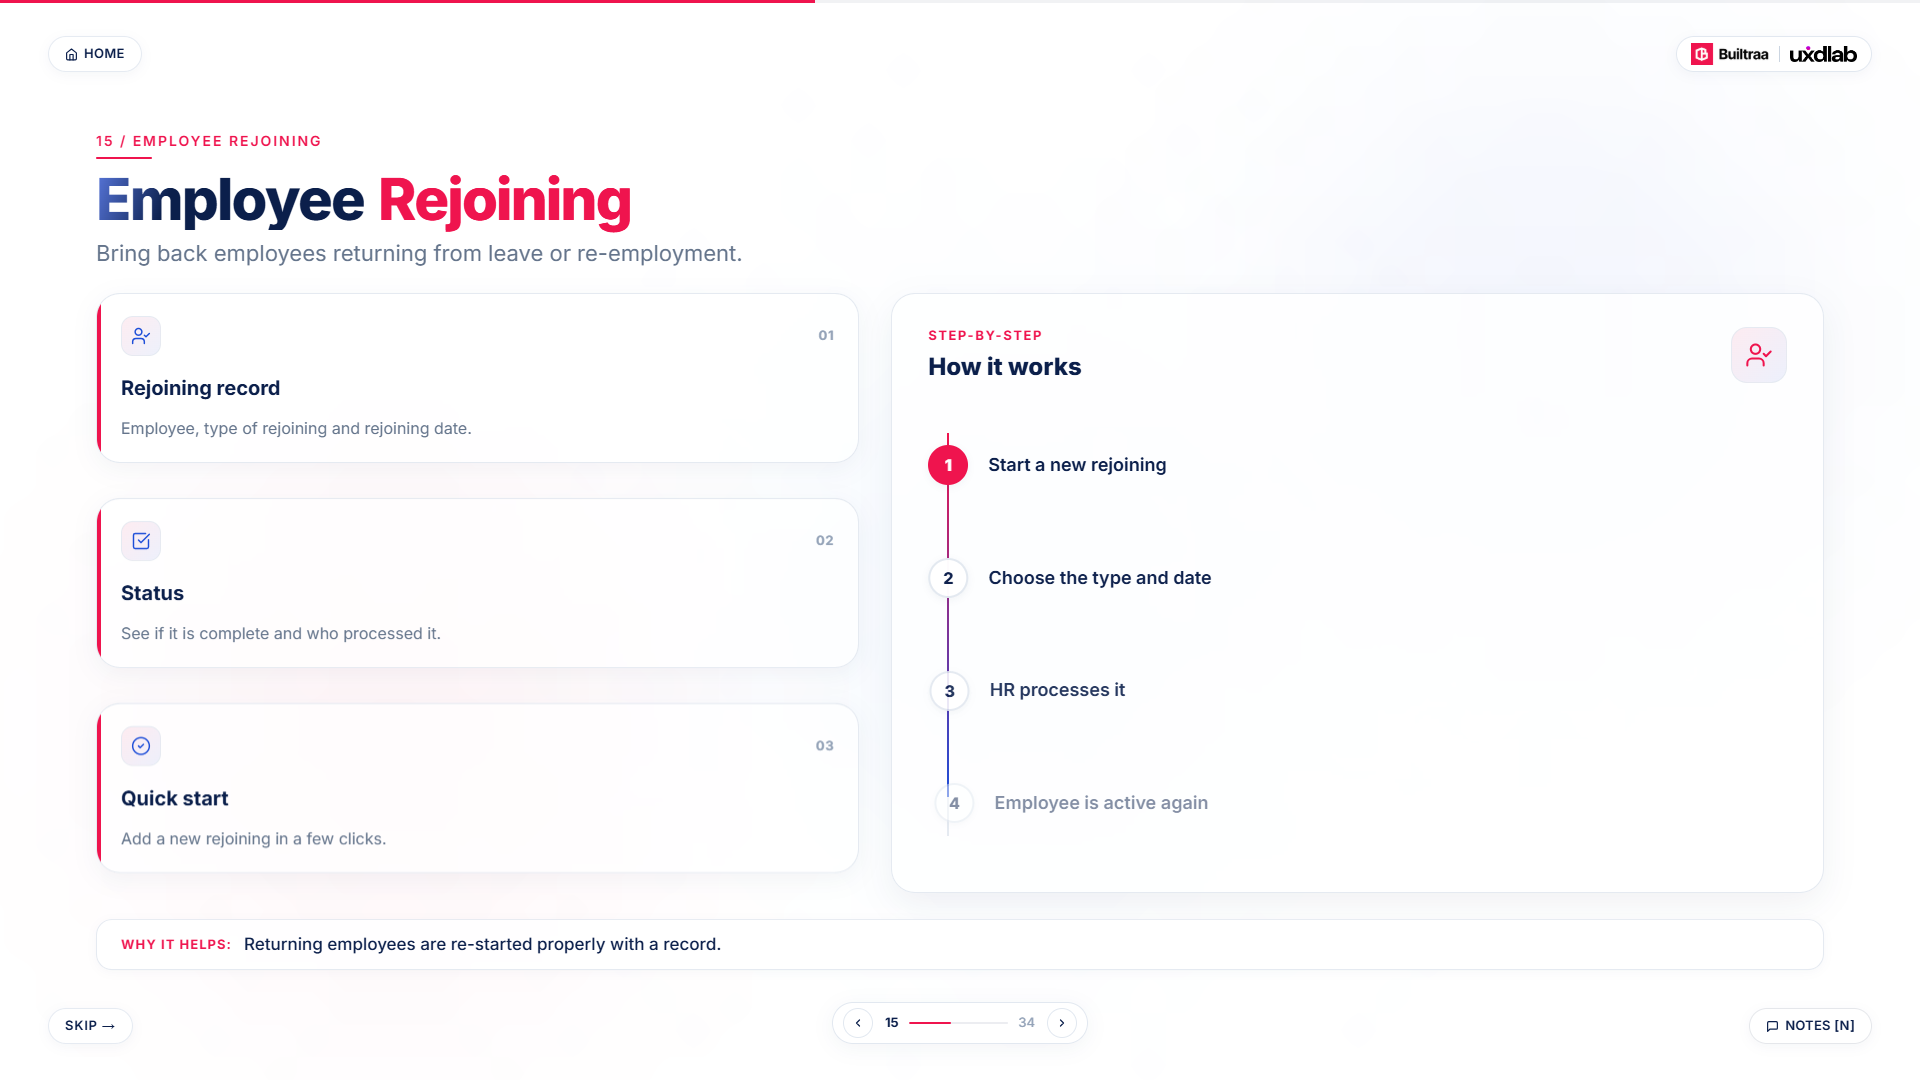 HOME
Builtraa
uxdlab
15 / EMPLOYEE REJOINING
Employee Rejoining
Bring back employees returning from leave or re-employment.
01
Rejoining record
Employee, type of rejoining and rejoining date.
02
Status
See if it is complete and who processed it.
03
Quick start
Add a new rejoining in a few clicks.
STEP-BY-STEP
How it works
1 Start a new rejoining
2 Choose the type and date
3 HR processes it
4 Employee is active again
WHY IT HELPS: Returning employees are re-started properly with a record.
SKIP →
15 34
NOTES [N]